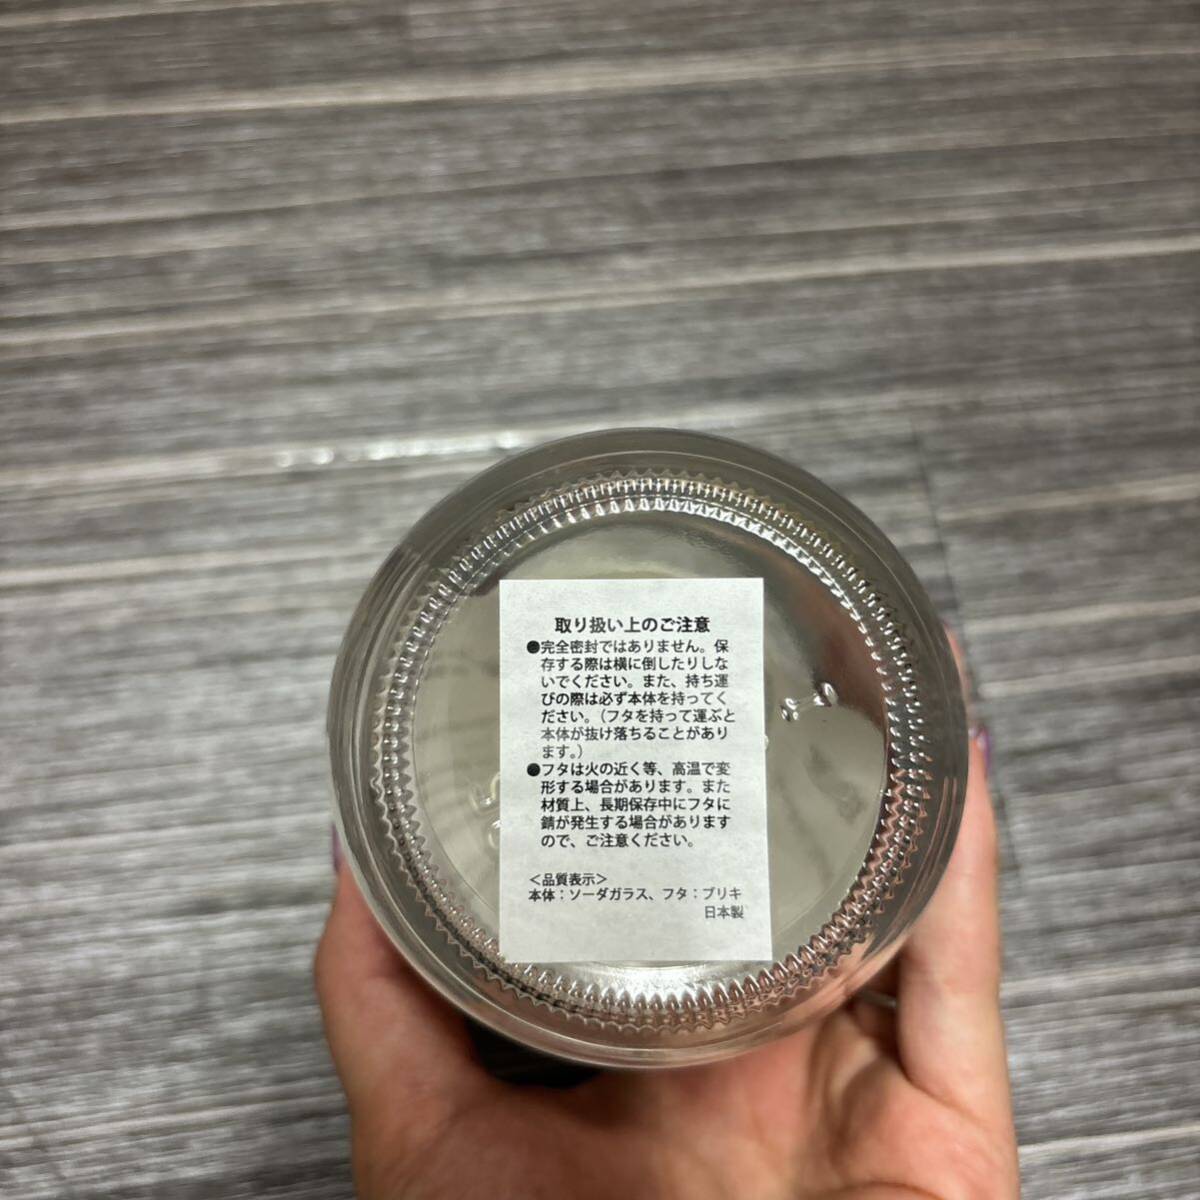 取り扱い上のご注意
●完全密封ではありません。保
存する際は横に倒したりしな
いでください。また、持ち運
びの際は必ず本体を持ってく
ださい。（フタを持って運ぶと
本体が抜け落ちることがあり
ます。）
●フタは火の近く等、高温で変
形する場合があります。また
材質上、長期保存中にフタに
錆が発生する場合があります
ので、ご注意ください。
＜品質表示＞
本体：ソーダガラス、フタ：ブリキ
日本製